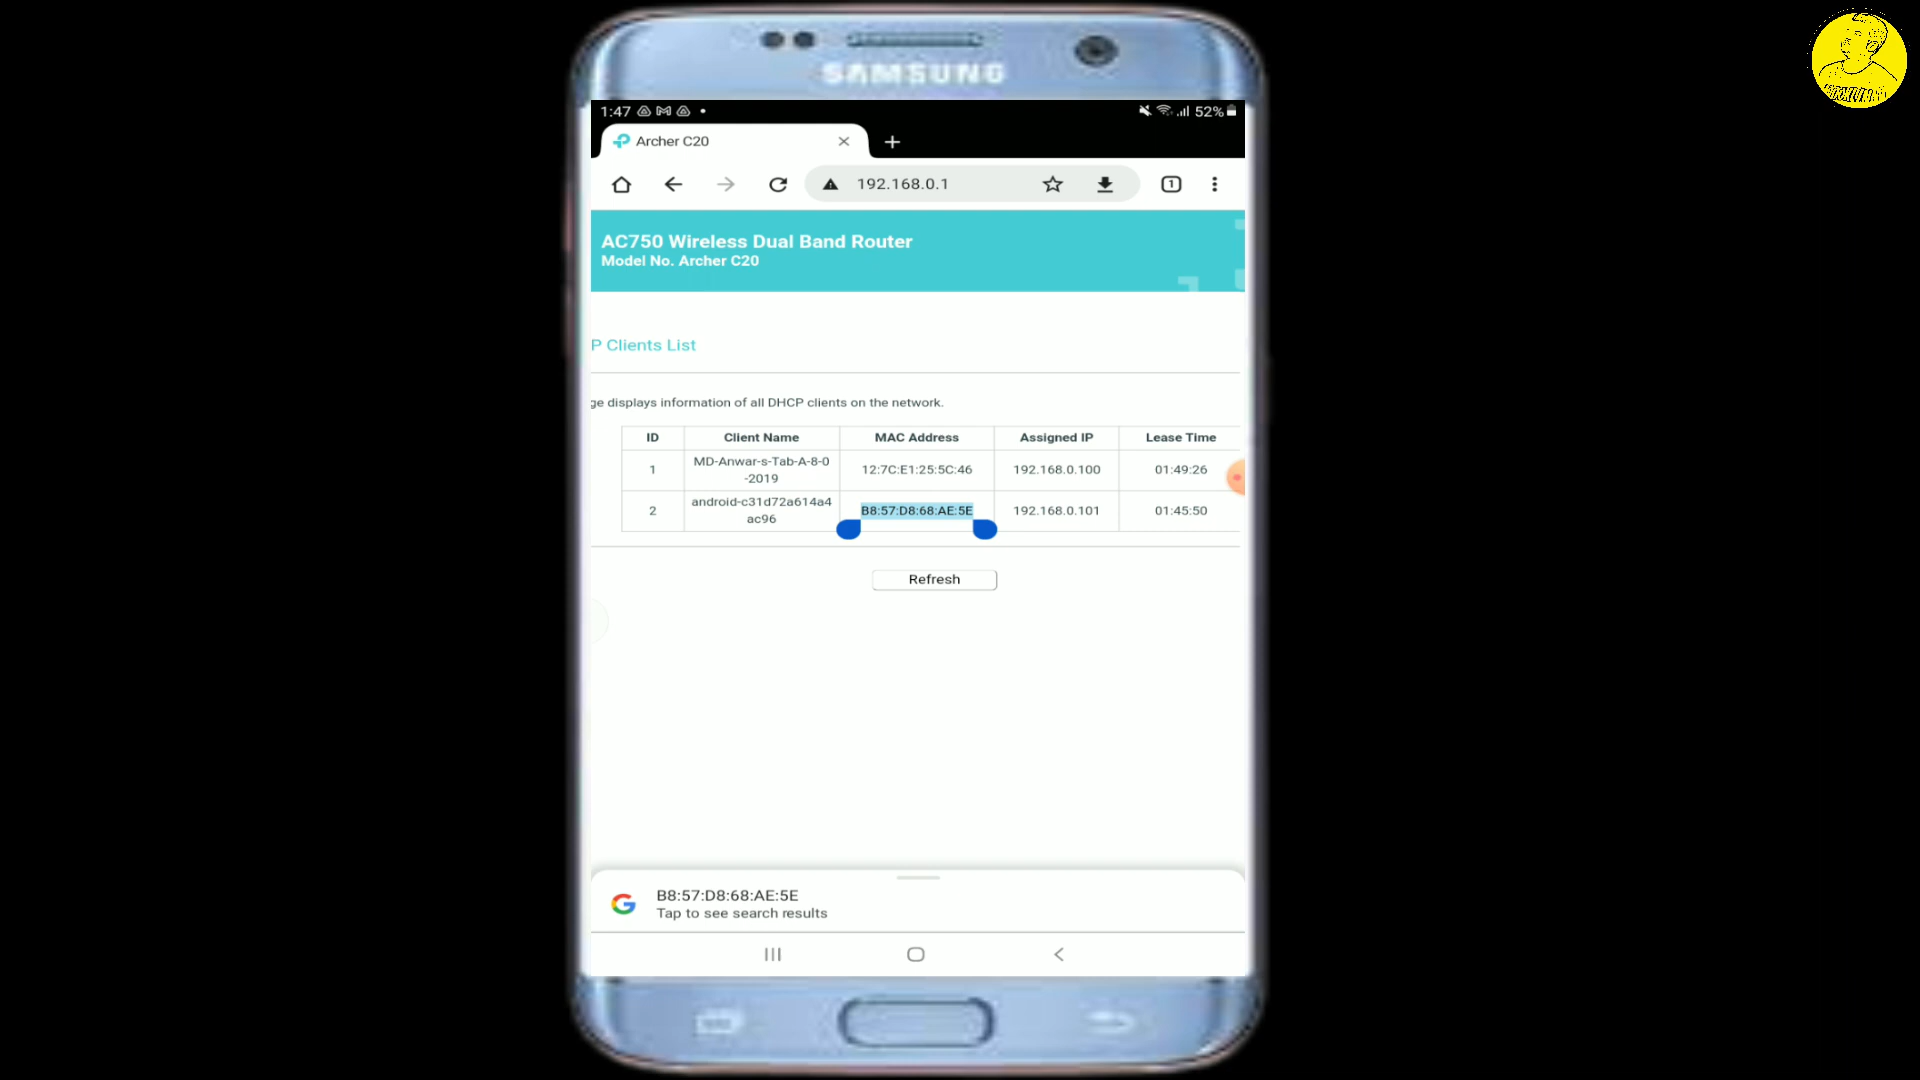 SAMSUNG
1:47 52%
Archer C20
192.168.0.1 1
AC750 Wireless Dual Band Router
Model No. Archer C20
P Clients List
ge displays information of all DHCP clients on the network.
ID Client Name MAC Address Assigned IP Lease Time
1 MD-Anwar-s-Tab-A-8-0
-2019 12:7C:E1:25:5C:46 192.168.0.100 01:49:26
2 android-c31d72a614a4
ac96 B8:57:D8:68:AE:5E 192.168.0.101 01:45:50
Refresh
B8:57:D8:68:AE:5E
Tap to see search results